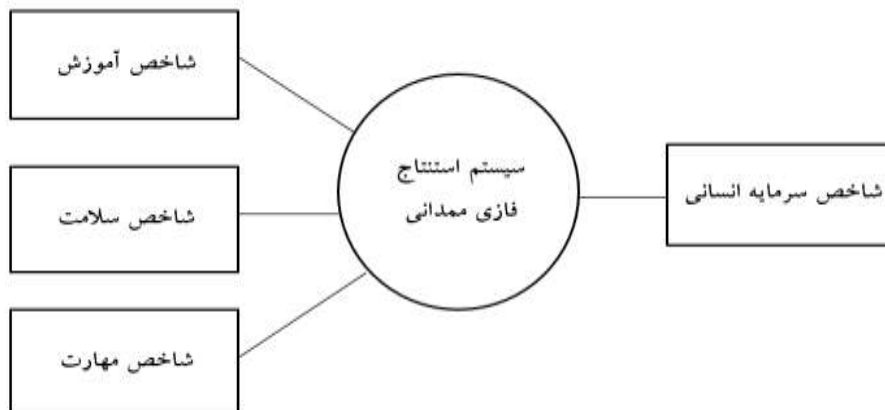 شاخص آموزش
شاخص سلامت
شاخص مهارت
سیستم استنتاج
فازی ممدانی
شاخص سرمایه انسانی